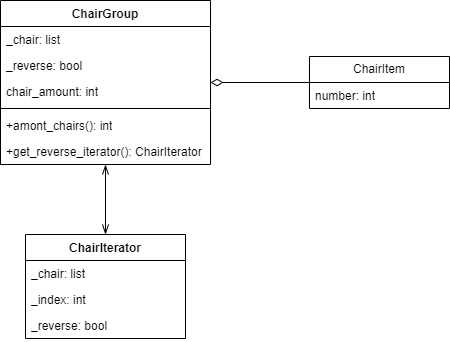 ChairGroup
_chair: list
_reverse: bool
chair_amount: int
+amont_chairs(): int
+get_reverse_iterator(): ChairIterator
ChairItem
number: int
ChairIterator
_chair: list
_index: int
_reverse: bool